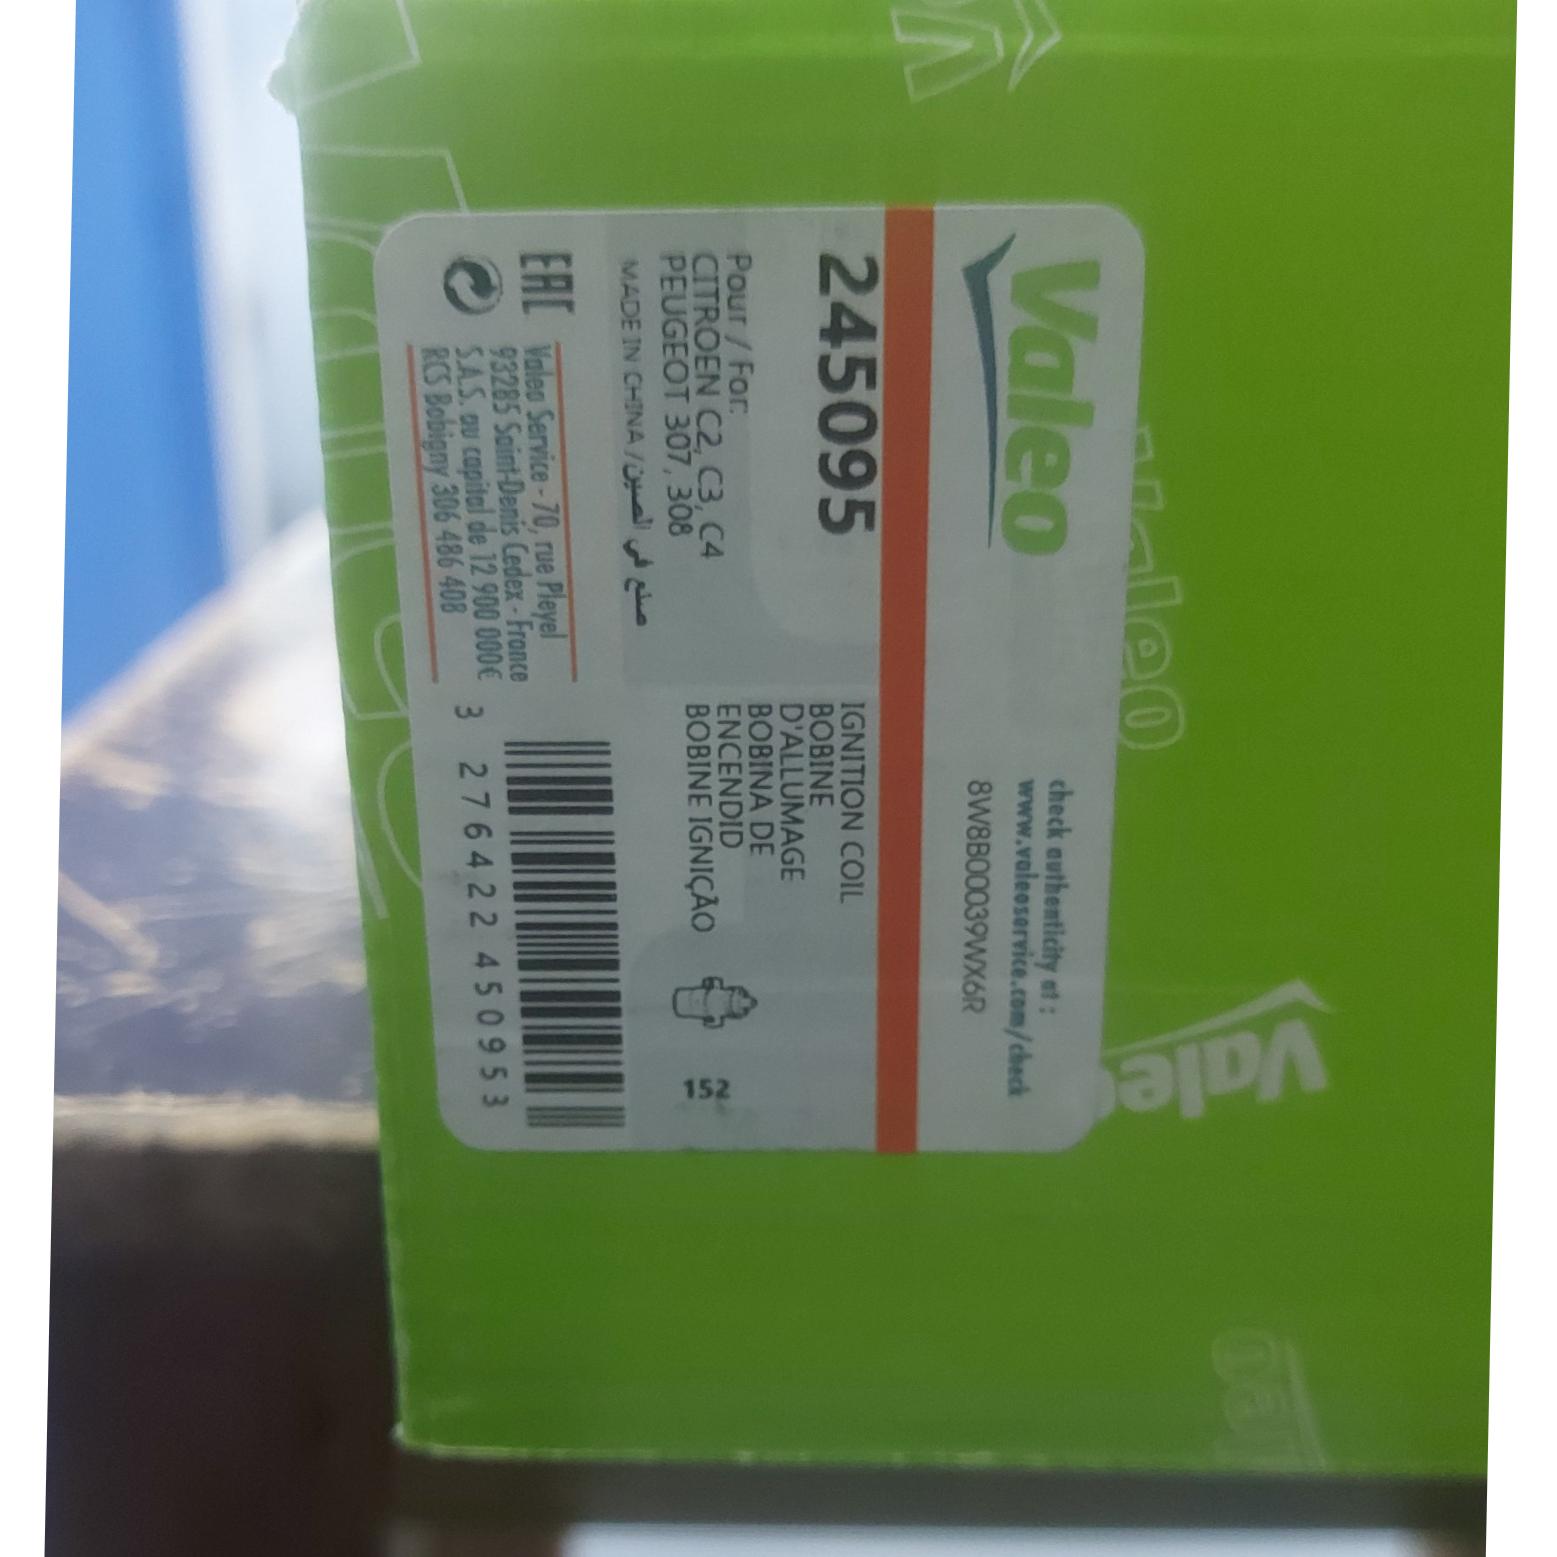 Valeo
check authenticity at :
www.valeoservice.com/check
8W8B00039WX6R
245095
Pour / For:
CITROEN C2, C3, C4
PEUGEOT 307, 308
MADE IN CHINA / صنع في الصين
IGNITION COIL
BOBINE
D'ALLUMAGE
BOBINA DE
ENCENDID
BOBINE IGNIÇÃO
152
EAC
Valeo Service - 70, rue Pleyel
93285 Saint-Denis Cedex - France
S.A.S. au capital de 12 900 000€
RCS Bobigny 306 486 408
3 276422 450953
Valeo
Vale